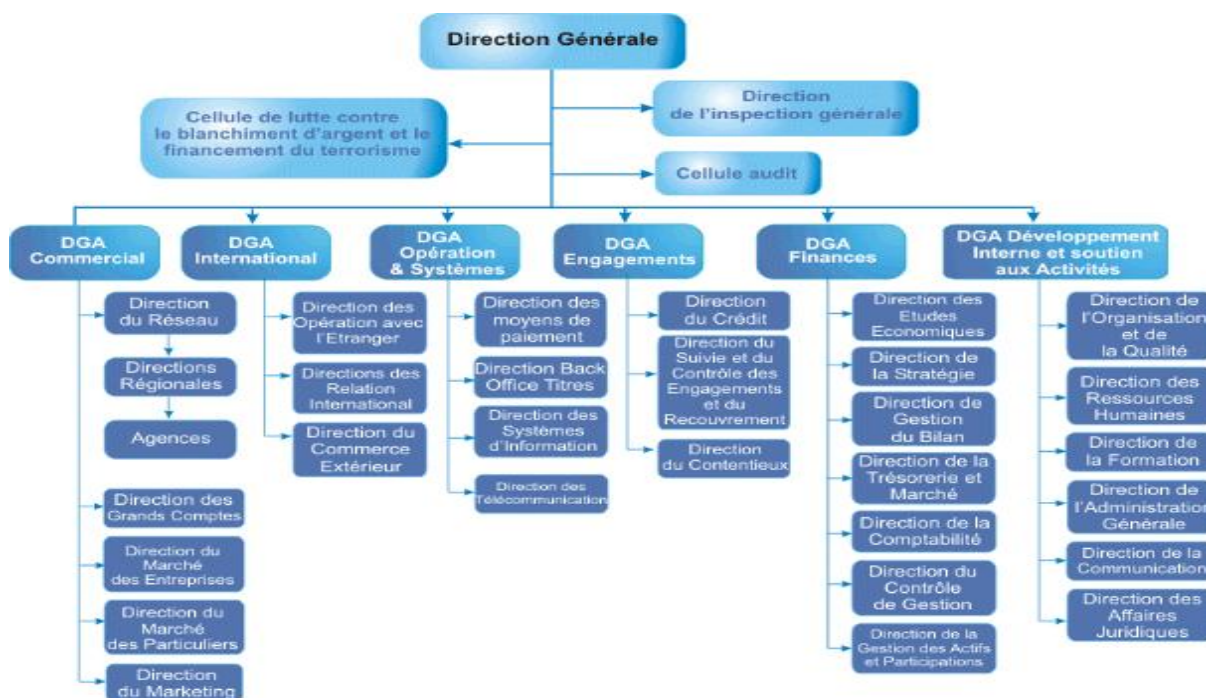 Direction Générale
Cellule de lutte contre
le blanchiment d'argent et le
financement du terrorisme
Direction
de l'inspection générale
Cellule audit
DGA
Commercial
DGA
International
DGA
Opération
& Systèmes
DGA
Engagements
DGA
Finances
DGA Développement
Interne et soutien
aux Activités
Direction
du Réseau
Directions
Régionales
Agences
Direction des
Grands Comptes
Direction du
Marché
des Entreprises
Direction du
Marché
des Particuliers
Direction
du Marketing
Direction des
Opération avec
l'Etranger
Directions des
Relation
International
Direction du
Commerce
Extérieur
Direction des
moyens de
paiement
Direction Back
Office Titres
Direction des
Systèmes
d'Information
Direction des
Télécommunication
Direction
du Crédit
Direction du
Suivie et du
Contrôle des
Engagements
et du
Recouvrement
Direction
du Contentieux
Direction des
Etudes
Economiques
Direction de
la Stratégie
Direction de
Gestion
du Bilan
Direction de la
Trésorerie et
Marché
Direction de la
Comptabilité
Direction du
Contrôle
de Gestion
Direction de la
Gestion des Actifs
et Participations
Direction de
l'Organisation
et de
la Qualité
Direction des
Ressources
Humaines
Direction de
la Formation
Direction de
l'Administration
Générale
Direction de la
Communication
Direction des
Affaires
Juridiques